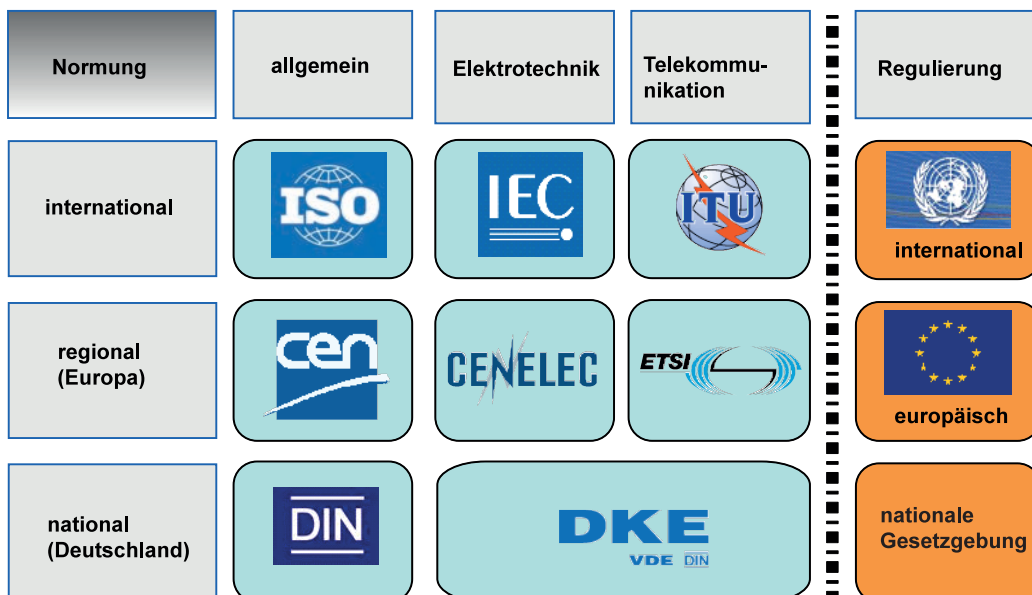 Normung
allgemein
Elektrotechnik
Telekommu-
nikation
Regulierung
international
ISO
IEC
ITU
international
regional
(Europa)
cen
CENELEC
ETSI
europäisch
national
(Deutschland)
DIN
DKE
VDE DIN
nationale
Gesetzgebung